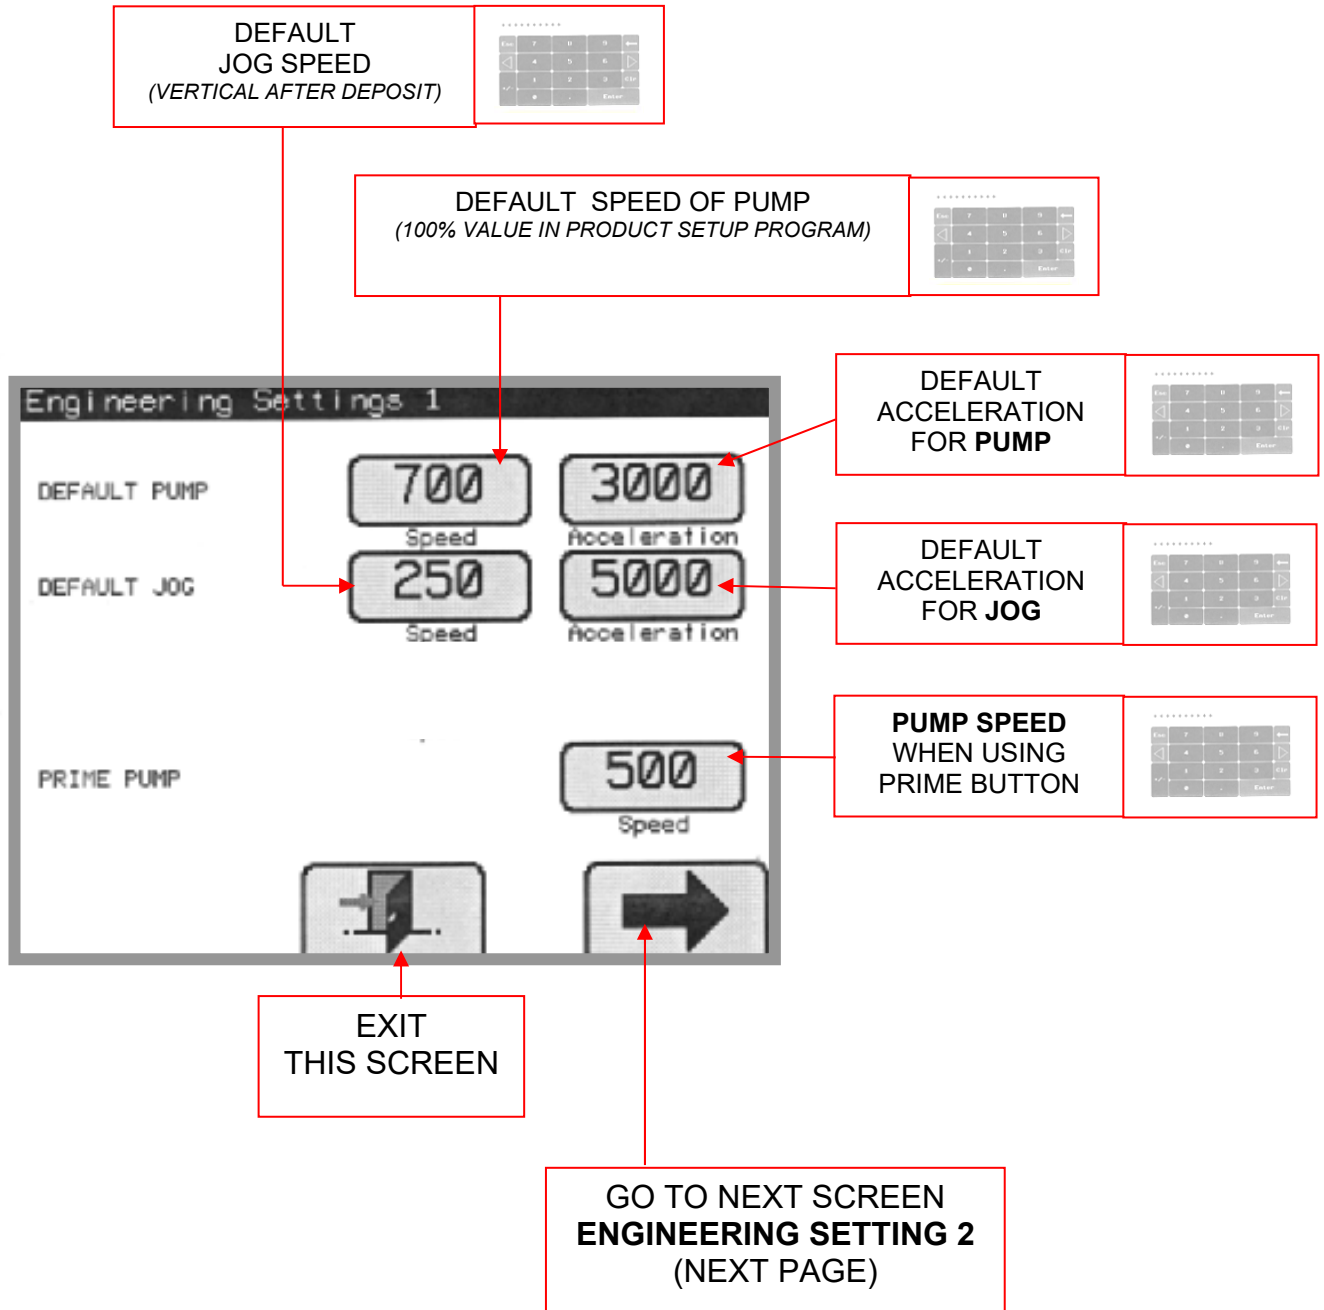 DEFAULT
JOG SPEED
(VERTICAL AFTER DEPOSIT)
DEFAULT SPEED OF PUMP
(100% VALUE IN PRODUCT SETUP PROGRAM)
Engineering Settings 1
DEFAULT PUMP
700
Speed
3000
Acceleration
DEFAULT JOG
250
Speed
5000
Acceleration
PRIME PUMP
500
Speed
DEFAULT
ACCELERATION
FOR PUMP
DEFAULT
ACCELERATION
FOR JOG
PUMP SPEED
WHEN USING
PRIME BUTTON
EXIT
THIS SCREEN
GO TO NEXT SCREEN
ENGINEERING SETTING 2
(NEXT PAGE)